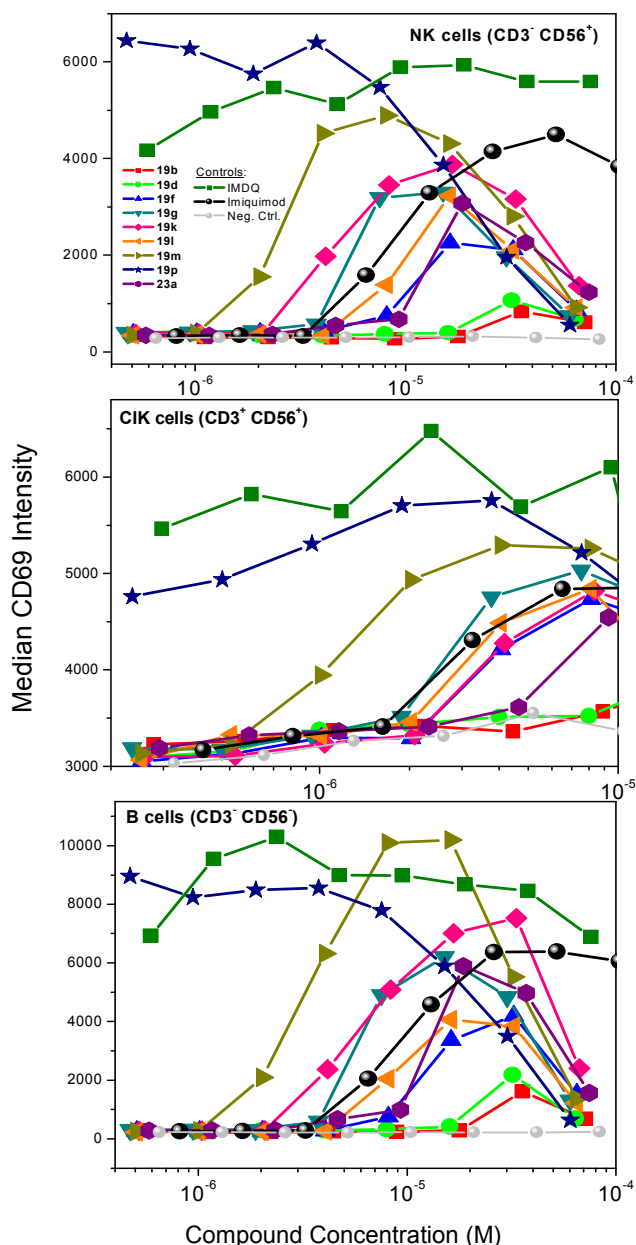 NK cells (CD3⁻ CD56⁺)
6000
4000
2000
0
19b
19d
19f
19g
19k
19l
19m
19p
23a
Controls:
IMDQ
Imiquimod
Neg. Ctrl.
10⁻⁶
10⁻⁵
10⁻⁴
CIK cells (CD3⁺ CD56⁺)
6000
5000
4000
3000
10⁻⁶
10⁻⁵
Median CD69 Intensity
B cells (CD3⁻ CD56⁻)
10000
8000
6000
4000
2000
0
10⁻⁶
10⁻⁵
10⁻⁴
Compound Concentration (M)